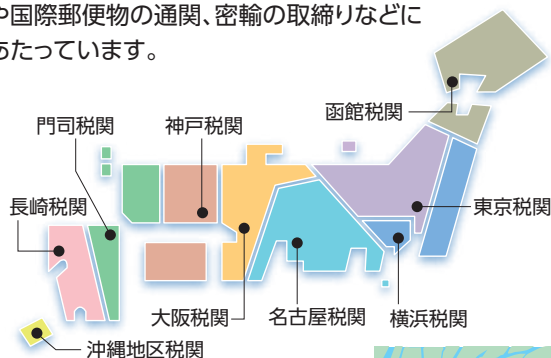 や国際郵便物の通関、密輸の取締りなどに
あたっています。
函館税関
門司税関
神戸税関
長崎税関
東京税関
大阪税関
名古屋税関
横浜税関
沖縄地区税関